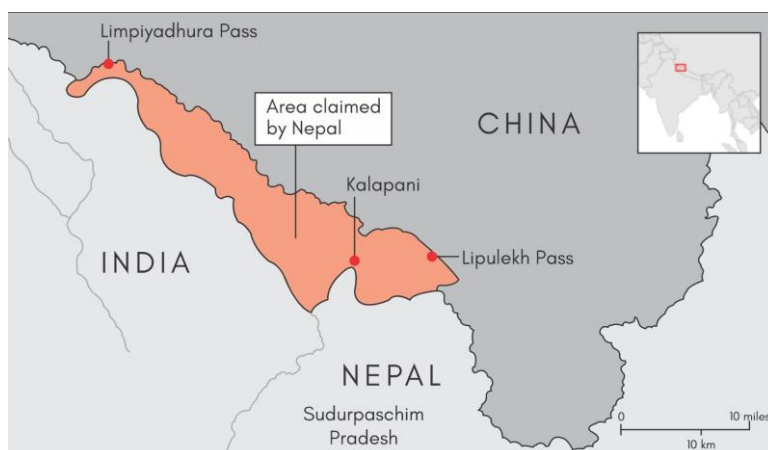 Limpiyadhura Pass
Area claimed
by Nepal
CHINA
Kalapani
INDIA
Lipulekh Pass
NEPAL
Sudurpaschim
Pradesh
0
10 miles
10 km